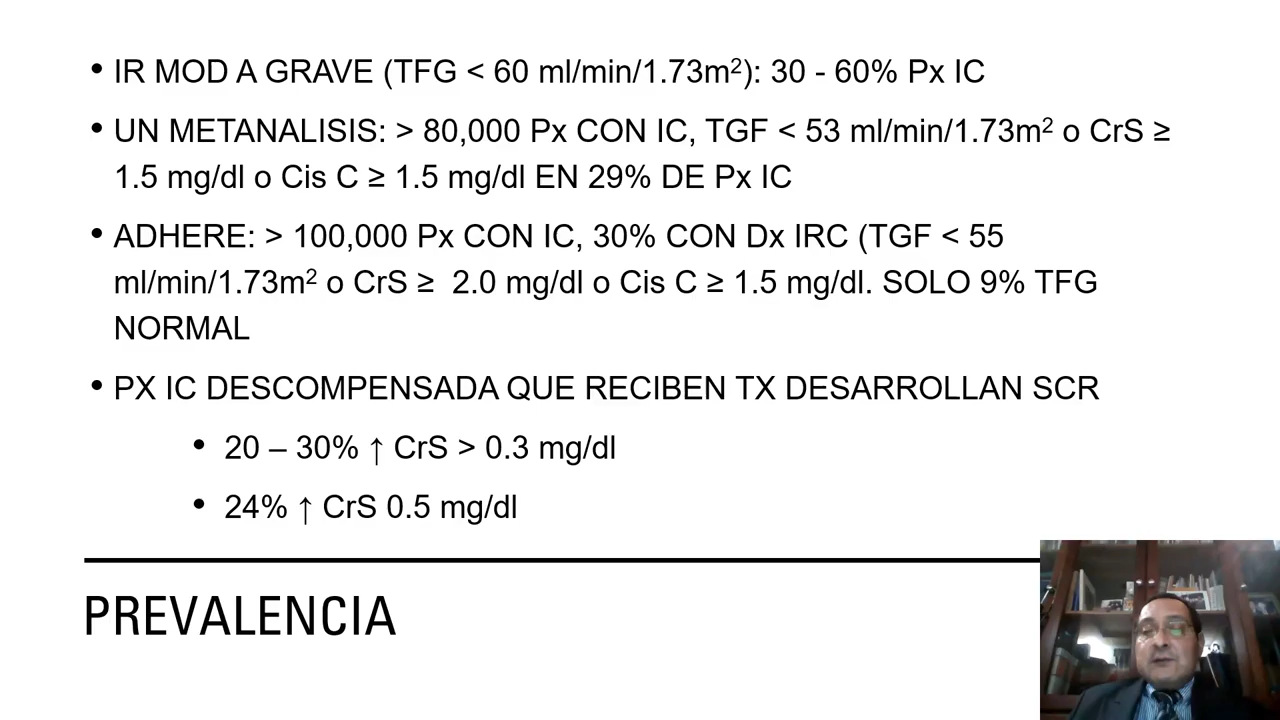 • IR MOD A GRAVE (TFG < 60 ml/min/1.73m²): 30 - 60% Px IC
• UN METANALISIS: > 80,000 Px CON IC, TGF < 53 ml/min/1.73m² o CrS ≥
1.5 mg/dl o Cis C ≥ 1.5 mg/dl EN 29% DE Px IC
• ADHERE: > 100,000 Px CON IC, 30% CON Dx IRC (TGF < 55
ml/min/1.73m² o CrS ≥ 2.0 mg/dl o Cis C ≥ 1.5 mg/dl. SOLO 9% TFG
NORMAL
• PX IC DESCOMPENSADA QUE RECIBEN TX DESARROLLAN SCR
• 20 – 30% ↑ CrS > 0.3 mg/dl
• 24% ↑ CrS 0.5 mg/dl
PREVALENCIA